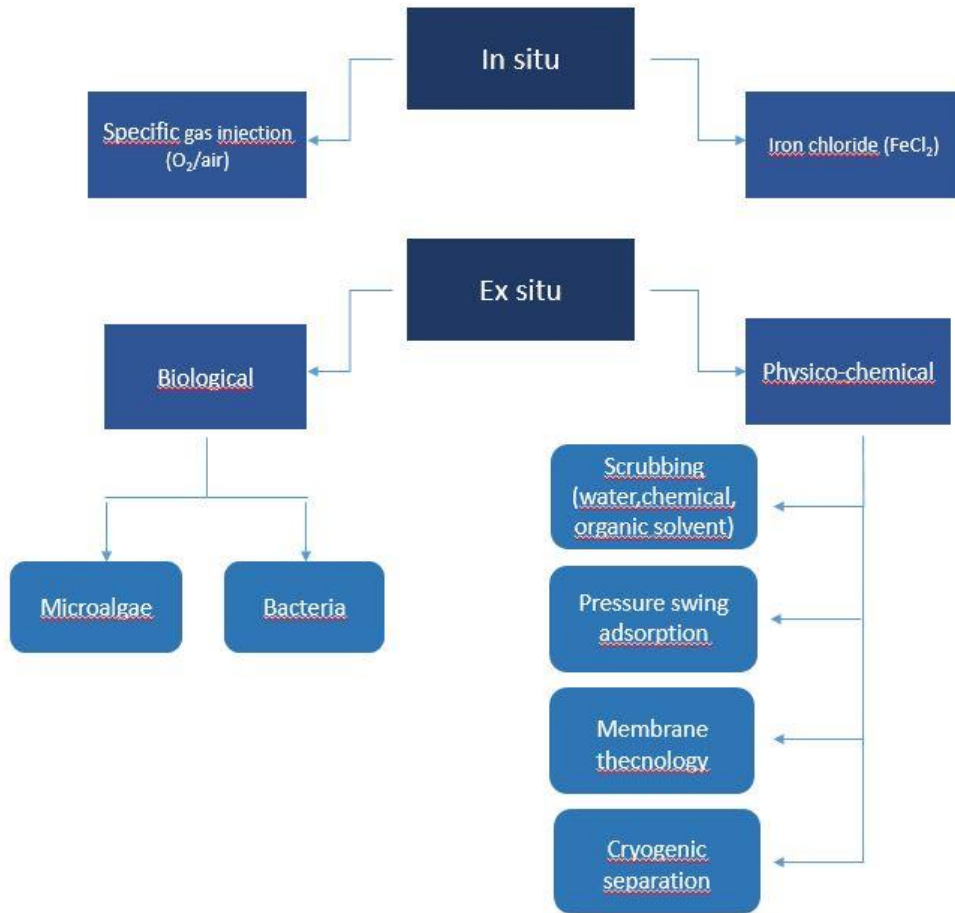 In situ
Specific gas injection
(O₂/air)
Iron chloride (FeCl₂)
Ex situ
Biological
Physico-chemical
Microalgae
Bacteria
Scrubbing
(water,chemical,
organic solvent)
Pressure swing
adsorption
Membrane
thecnology
Cryogenic
separation